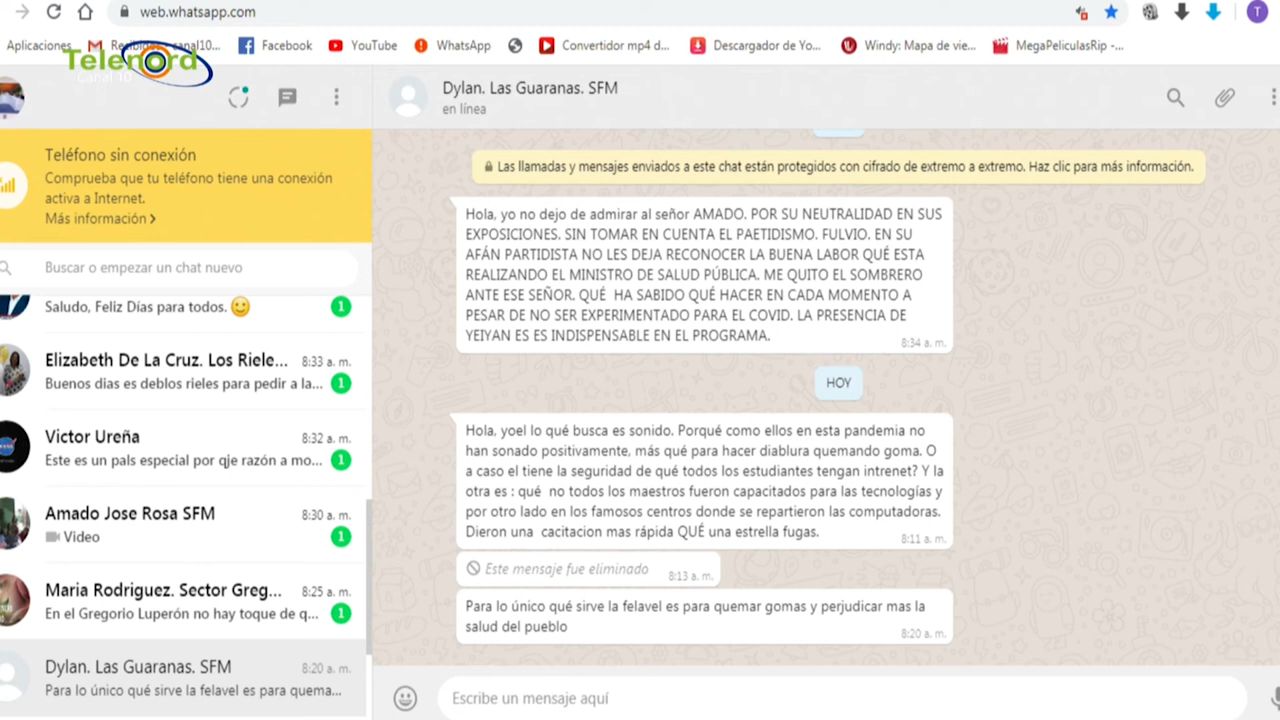 web.whatsapp.com
Aplicaciones
Recibidos - canal10...
Facebook
YouTube
WhatsApp
Convertidor mp4 d...
Descargador de Yo...
Windy: Mapa de vie...
MegaPeliculasRip - ...
T
Telenord
Canal 10
Dylan. Las Guaranas. SFM
en línea
Teléfono sin conexión
Comprueba que tu teléfono tiene una conexión
activa a Internet.
Más información
Buscar o empezar un chat nuevo
Saludo, Feliz Días para todos. 🙂
1
Elizabeth De La Cruz. Los Riele...
8:33 a. m.
Buenos dias es deblos rieles para pedir a la...
1
Victor Ureña
8:32 a. m.
Este es un paIs especial por qje razón a mo...
1
Amado Jose Rosa SFM
8:30 a. m.
Video
1
Maria Rodriguez. Sector Greg...
8:25 a. m.
En el Gregorio Luperón no hay toque de q...
1
Dylan. Las Guaranas. SFM
8:20 a. m.
Para lo único qué sirve la felavel es para quema...
Las llamadas y mensajes enviados a este chat están protegidos con cifrado de extremo a extremo. Haz clic para más información.
Hola, yo no dejo de admirar al señor AMADO. POR SU NEUTRALIDAD EN SUS
EXPOSICIONES. SIN TOMAR EN CUENTA EL PAETIDISMO. FULVIO. EN SU
AFÁN PARTIDISTA NO LES DEJA RECONOCER LA BUENA LABOR QUÉ ESTA
REALIZANDO EL MINISTRO DE SALUD PÚBLICA. ME QUITO EL SOMBRERO
ANTE ESE SEÑOR. QUÉ HA SABIDO QUÉ HACER EN CADA MOMENTO A
PESAR DE NO SER EXPERIMENTADO PARA EL COVID. LA PRESENCIA DE
YEIYAN ES ES INDISPENSABLE EN EL PROGRAMA.
8:34 a. m.
HOY
Hola, yoel lo qué busca es sonido. Porqué como ellos en esta pandemia no
han sonado positivamente, más qué para hacer diablura quemando goma. O
a caso el tiene la seguridad de qué todos los estudiantes tengan intrenet? Y la
otra es : qué no todos los maestros fueron capacitados para las tecnologías y
por otro lado en los famosos centros donde se repartieron las computadoras.
Dieron una cacitacion mas rápida QUÉ una estrella fugas.
8:11 a. m.
Este mensaje fue eliminado
8:13 a. m.
Para lo único qué sirve la felavel es para quemar gomas y perjudicar mas la
salud del pueblo
8:20 a. m.
Escribe un mensaje aquí